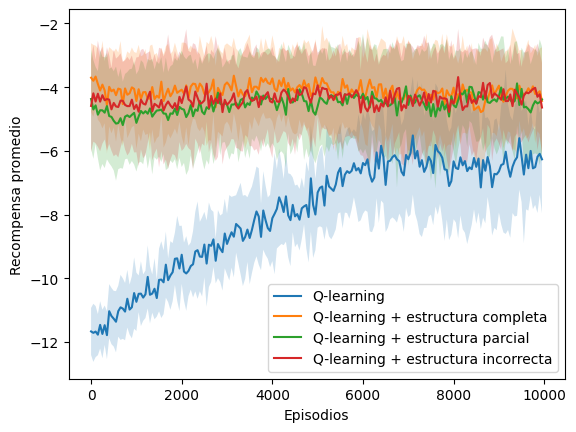 −2
−4
−6
−8
−10
−12
Recompensa promedio
0
2000
4000
6000
8000
10000
Episodios
Q-learning
Q-learning + estructura completa
Q-learning + estructura parcial
Q-learning + estructura incorrecta